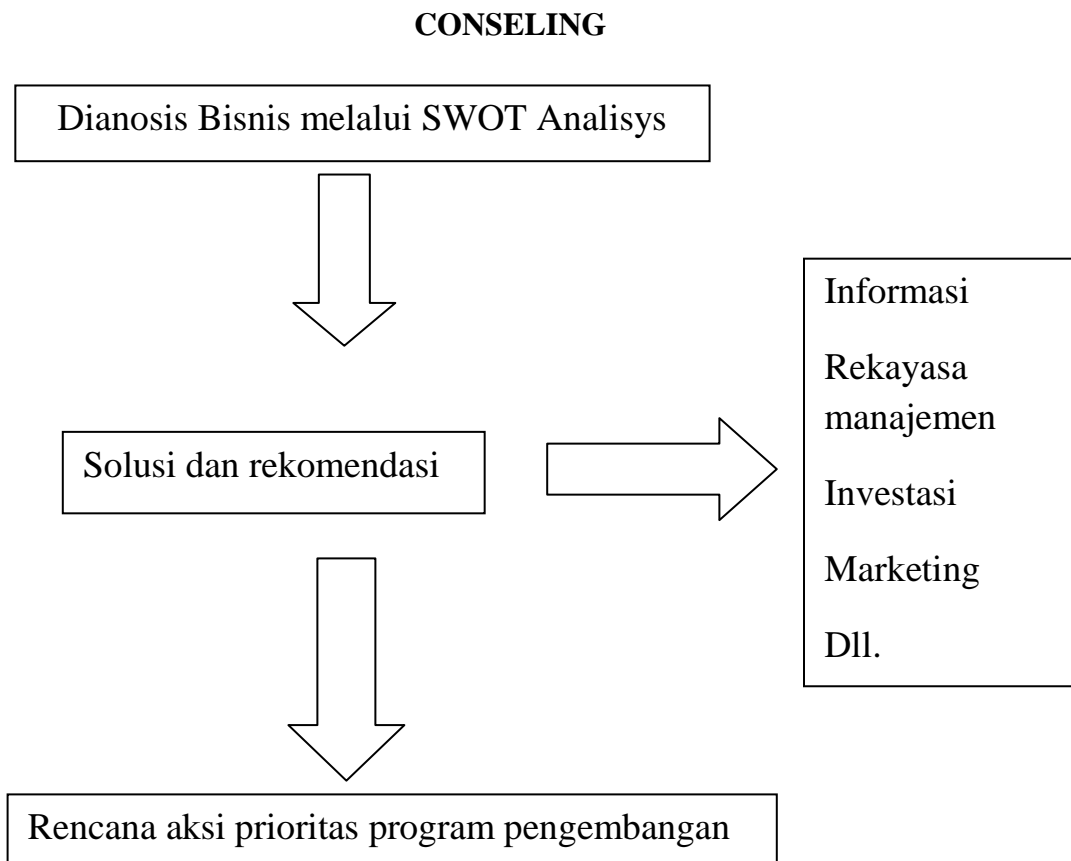 CONSELING
Dianosis Bisnis melalui SWOT Analisys
Solusi dan rekomendasi
Informasi
Rekayasa
manajemen
Investasi
Marketing
Dll.
Rencana aksi prioritas program pengembangan